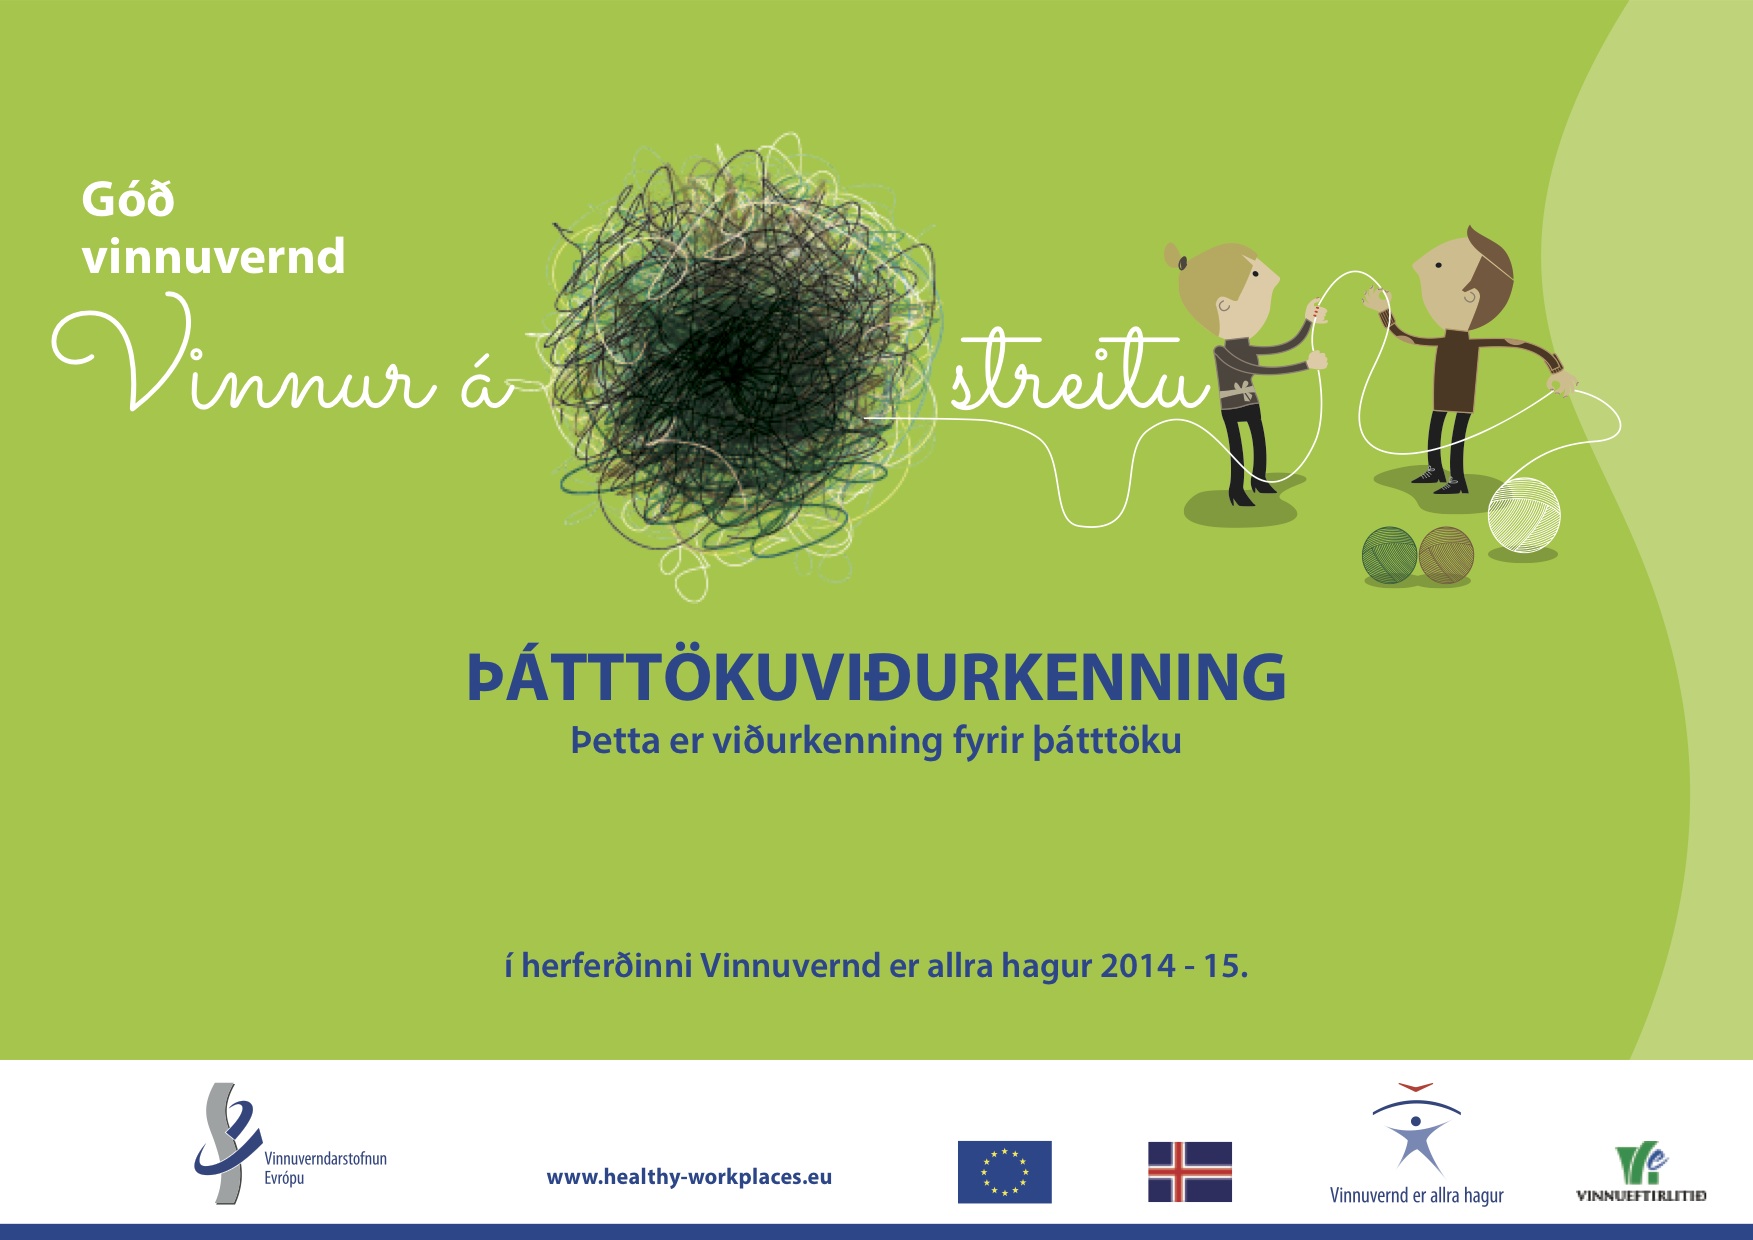 Góð
vinnuvernd
Vinnur á streitu
ÞÁTTTÖKUVIÐURKENNING
Þetta er viðurkenning fyrir þátttöku
í herferðinni Vinnuvernd er allra hagur 2014 - 15.
Vinnuverndarstofnun
Evrópu
www.healthy-workplaces.eu
Vinnuvernd er allra hagur
VINNUEFTIRLITIÐ